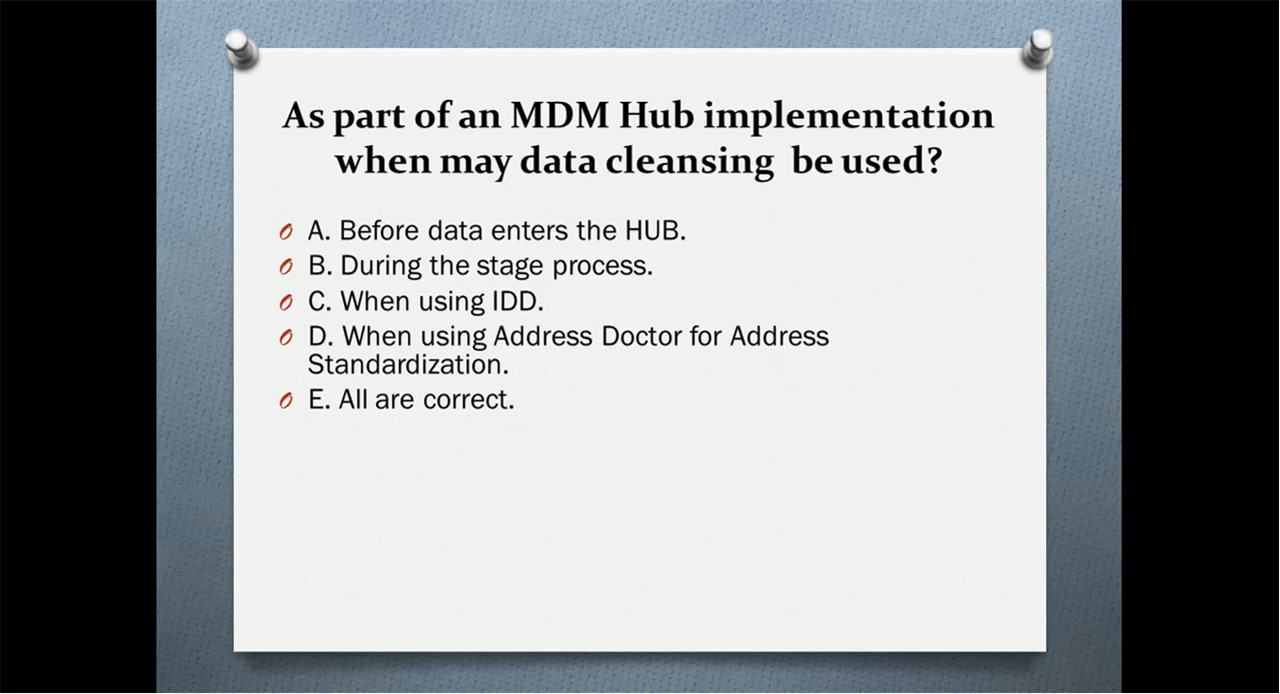 As part of an MDM Hub implementation
when may data cleansing be used?
A. Before data enters the HUB.
B. During the stage process.
C. When using IDD.
D. When using Address Doctor for Address
Standardization.
E. All are correct.